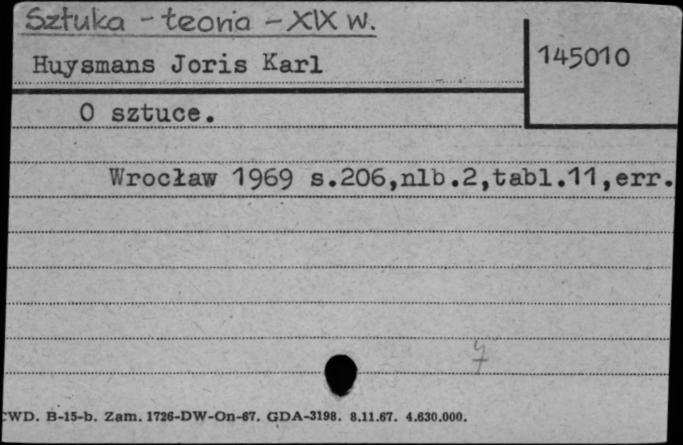 Sztuka - teoria - XIX w.
Huysmans Joris Karl
145010
O sztuce.
Wrocław 1969 s.206,nlb.2,tabl.11,err.
y
CWD. B-15-b. Zam. 1726-DW-On-67. GDA-3198. 8.11.67. 4.630.000.